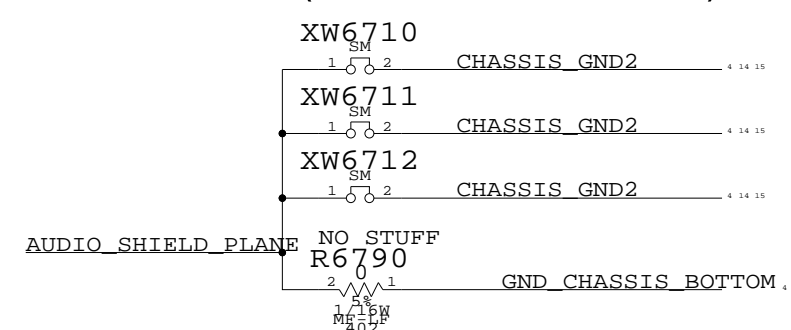 XW6710
SM
1 2 CHASSIS_GND2 4 14 15
XW6711
SM
1 2 CHASSIS_GND2 4 14 15
XW6712
SM
1 2 CHASSIS_GND2 4 14 15
AUDIO_SHIELD_PLANE
NO STUFF
R6790
0
2 1 GND_CHASSIS_BOTTOM 4
5%
1/16W
MF-LF
402